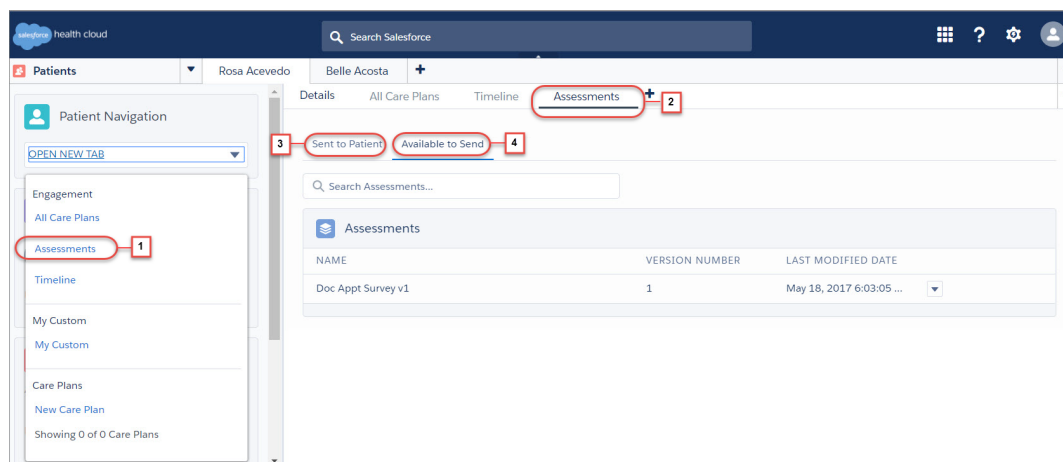 salesforce health cloud
Search Salesforce
?
Patients
Rosa Acevedo
Belle Acosta
+
Patient Navigation
OPEN NEW TAB
Engagement
All Care Plans
Assessments
1
Timeline
My Custom
My Custom
Care Plans
New Care Plan
Showing 0 of 0 Care Plans
Details
All Care Plans
Timeline
Assessments
+
2
3
Sent to Patient
Available to Send
4
Search Assessments...
Assessments
NAME VERSION NUMBER LAST MODIFIED DATE
Doc Appt Survey v1 1 May 18, 2017 6:03:05 ...